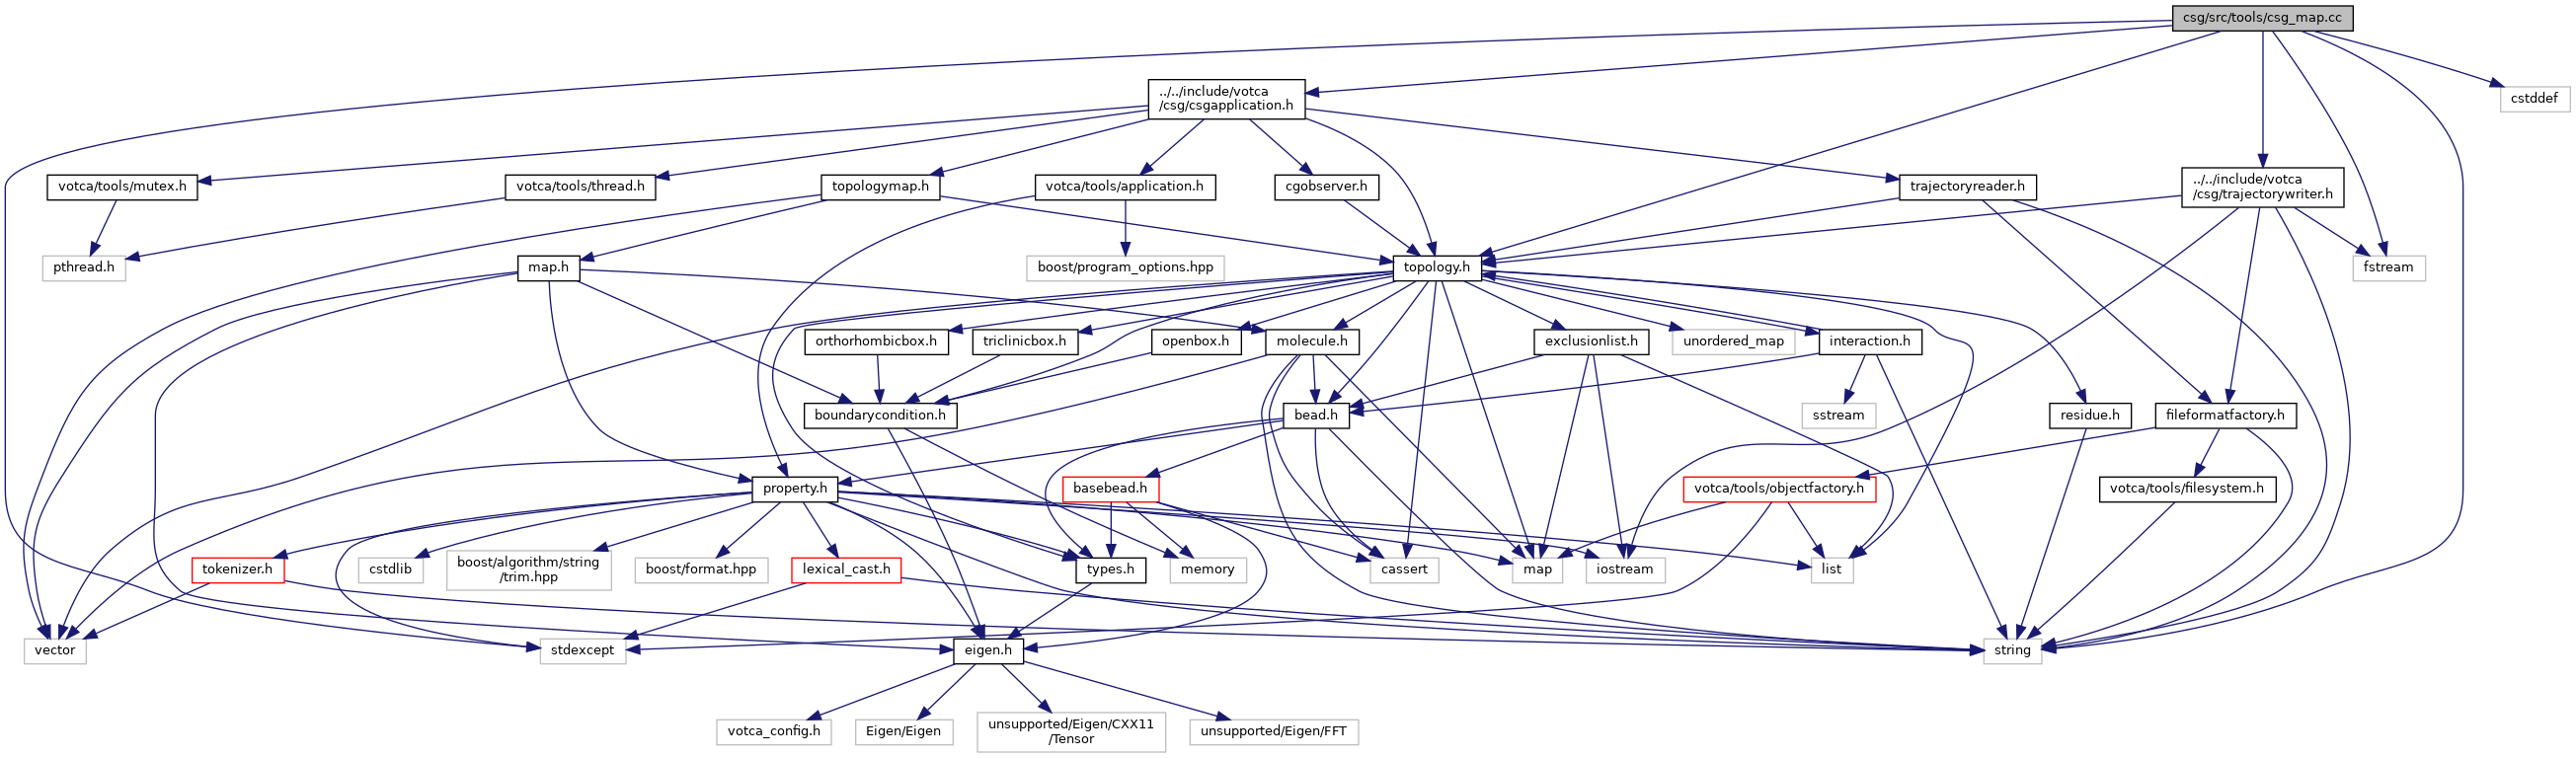 csg/src/tools/csg_map.cc
../../include/votca
/csg/csgapplication.h
cstddef
votca/tools/mutex.h
votca/tools/thread.h
topologymap.h
votca/tools/application.h
cgobserver.h
trajectoryreader.h
../../include/votca
/csg/trajectorywriter.h
pthread.h
map.h
boost/program_options.hpp
topology.h
fstream
orthorhombicbox.h
triclinicbox.h
openbox.h
molecule.h
exclusionlist.h
unordered_map
interaction.h
boundarycondition.h
bead.h
sstream
residue.h
fileformatfactory.h
property.h
basebead.h
votca/tools/objectfactory.h
votca/tools/filesystem.h
tokenizer.h
cstdlib
boost/algorithm/string
/trim.hpp
boost/format.hpp
lexical_cast.h
types.h
memory
cassert
map
iostream
list
vector
stdexcept
eigen.h
string
votca_config.h
Eigen/Eigen
unsupported/Eigen/CXX11
/Tensor
unsupported/Eigen/FFT